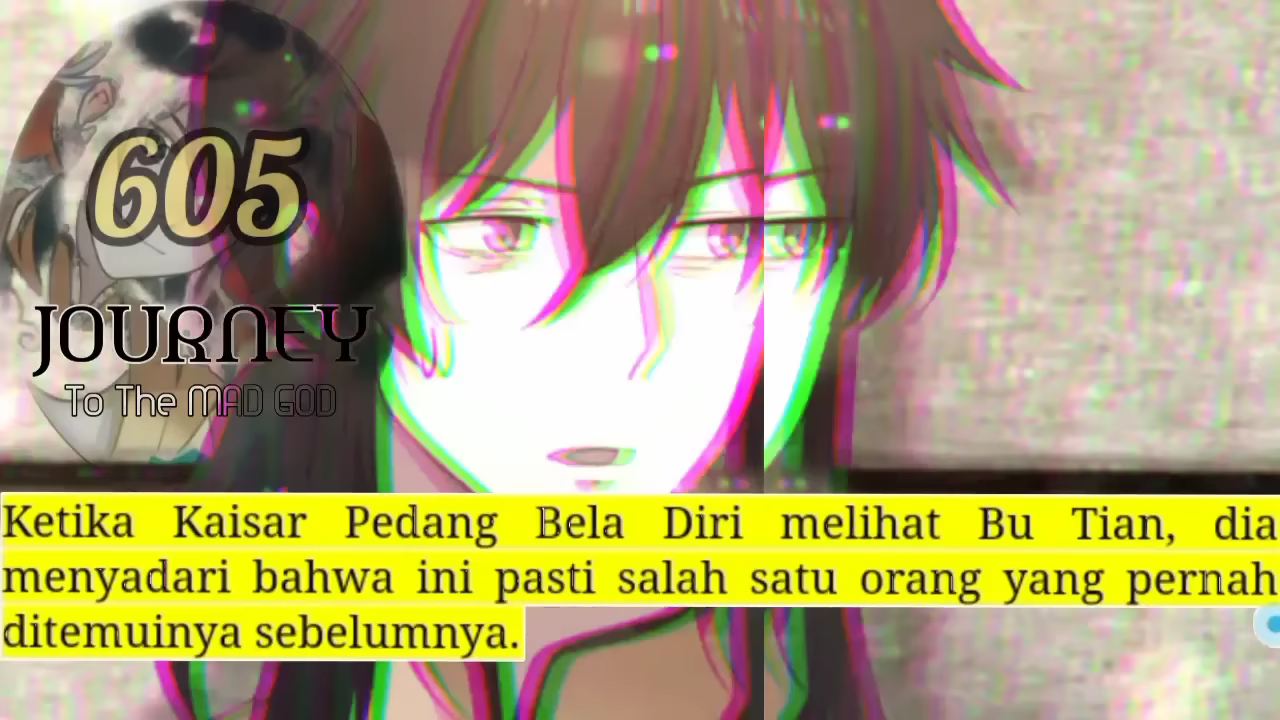 605
JOURNEY
To The MAD GOD
Ketika Kaisar Pedang Bela Diri melihat Bu Tian, dia
menyadari bahwa ini pasti salah satu orang yang pernah
ditemuinya sebelumnya.